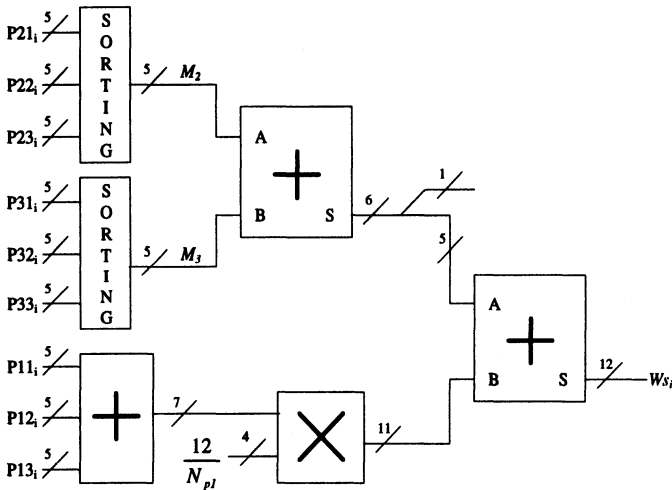 P21i 5
P22i 5
P23i 5
SORTING
5 M2
P31i 5
P32i 5
P33i 5
SORTING
5 M3
A
B S
+
6
1
5
P11i 5
P12i 5
P13i 5
+
7
12
Np1
4
×
11
A
B S
+
12
Wsi